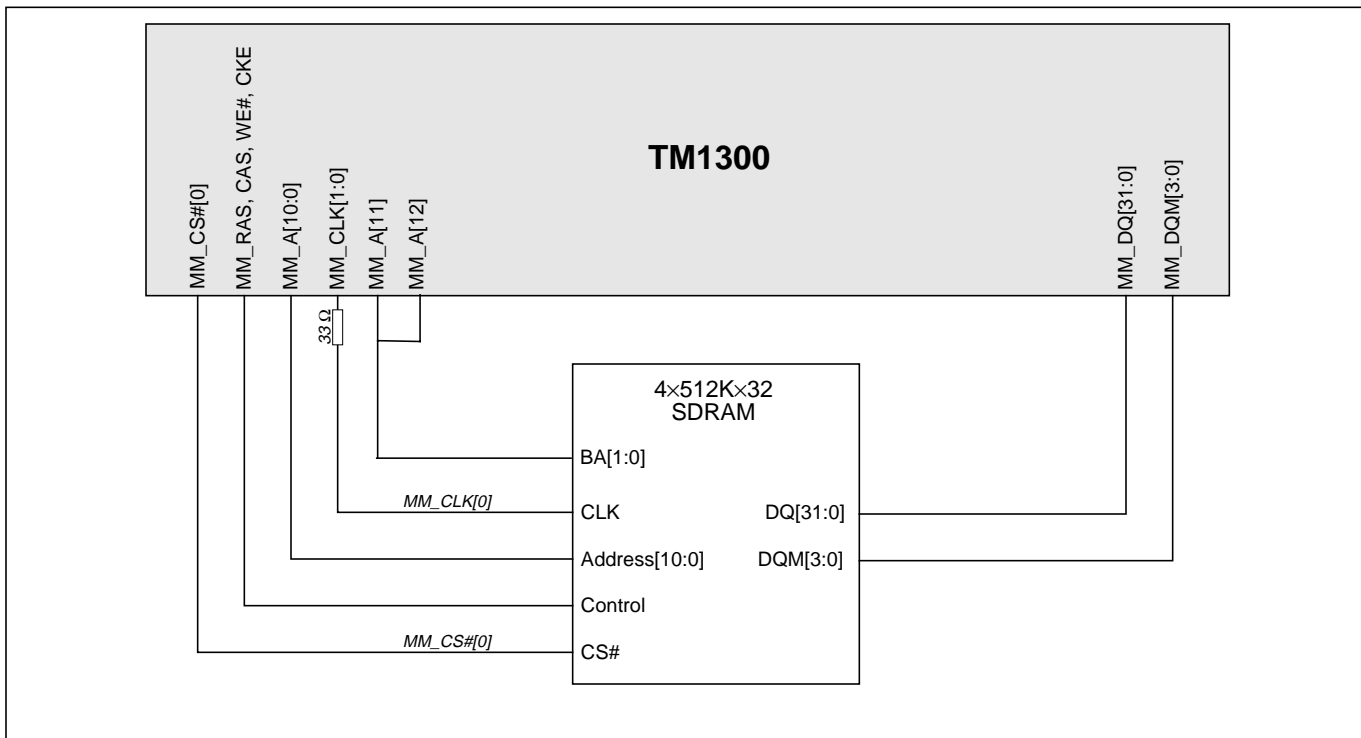 TM1300
MM_CS#[0]
MM_RAS, CAS, WE#, CKE
MM_A[10:0]
MM_CLK[1:0]
MM_A[11]
MM_A[12]
MM_DQ[31:0]
MM_DQM[3:0]
33 Ω
4×512K×32
SDRAM
BA[1:0]
MM_CLK[0]
CLK
DQ[31:0]
Address[10:0]
DQM[3:0]
Control
MM_CS#[0]
CS#